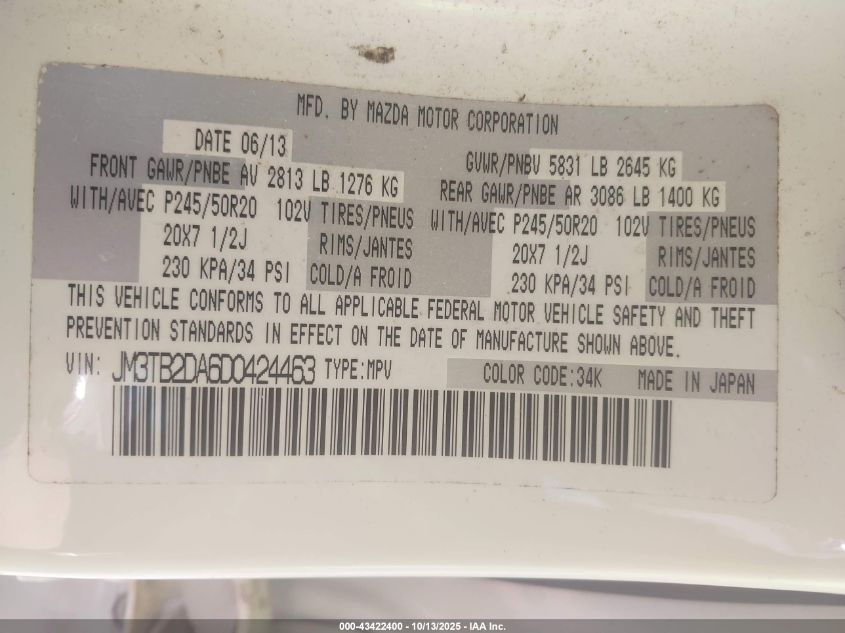 MFD. BY MAZDA MOTOR CORPORATION
DATE 06/13 GVWR/PNBV 5831 LB 2645 KG
FRONT GAWR/PNBE AV 2813 LB 1276 KG REAR GAWR/PNBE AR 3086 LB 1400 KG
WITH/AVEC P245/50R20 102V TIRES/PNEUS WITH/AVEC P245/50R20 102V TIRES/PNEUS
20X7 1/2J RIMS/JANTES 20X7 1/2J RIMS/JANTES
230 KPA/34 PSI COLD/A FROID 230 KPA/34 PSI COLD/A FROID
THIS VEHICLE CONFORMS TO ALL APPLICABLE FEDERAL MOTOR VEHICLE SAFETY AND THEFT
PREVENTION STANDARDS IN EFFECT ON THE DATE OF MANUFACTURE SHOWN ABOVE.
VIN: JM3TB2DA6D0424463 TYPE:MPV COLOR CODE:34K MADE IN JAPAN
000-43422400 - 10/13/2025 - IAA Inc.